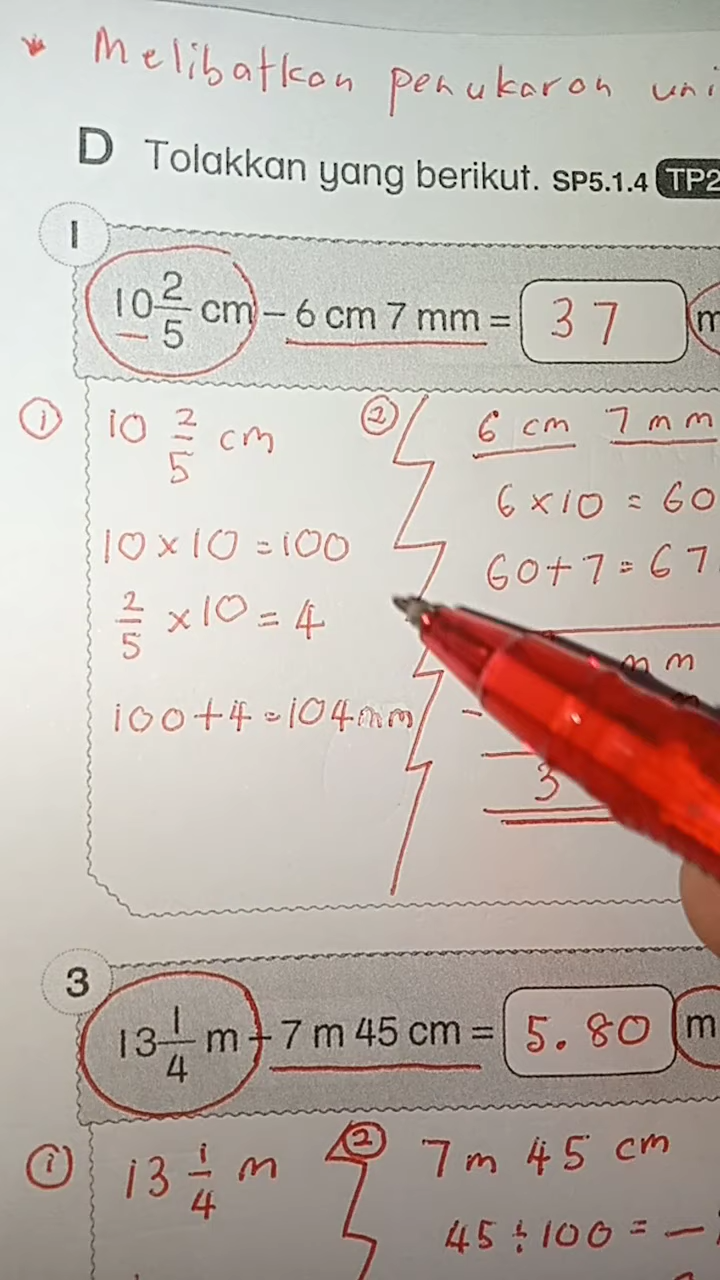 * Melibatkan penukaran uni
D Tolakkan yang berikut. SP5.1.4 TP2
1
10 2/5 cm – 6 cm 7 mm = 37 m
① 10 2/5 cm
10 × 10 = 100
2/5 × 10 = 4
100 + 4 = 104mm
② 6 cm 7 mm
6 × 10 = 60
60 + 7 = 67
mm
–
3
3
13 1/4 m – 7 m 45 cm = 5.80 m
① 13 1/4 m
② 7m 45 cm
45 ÷ 100 =